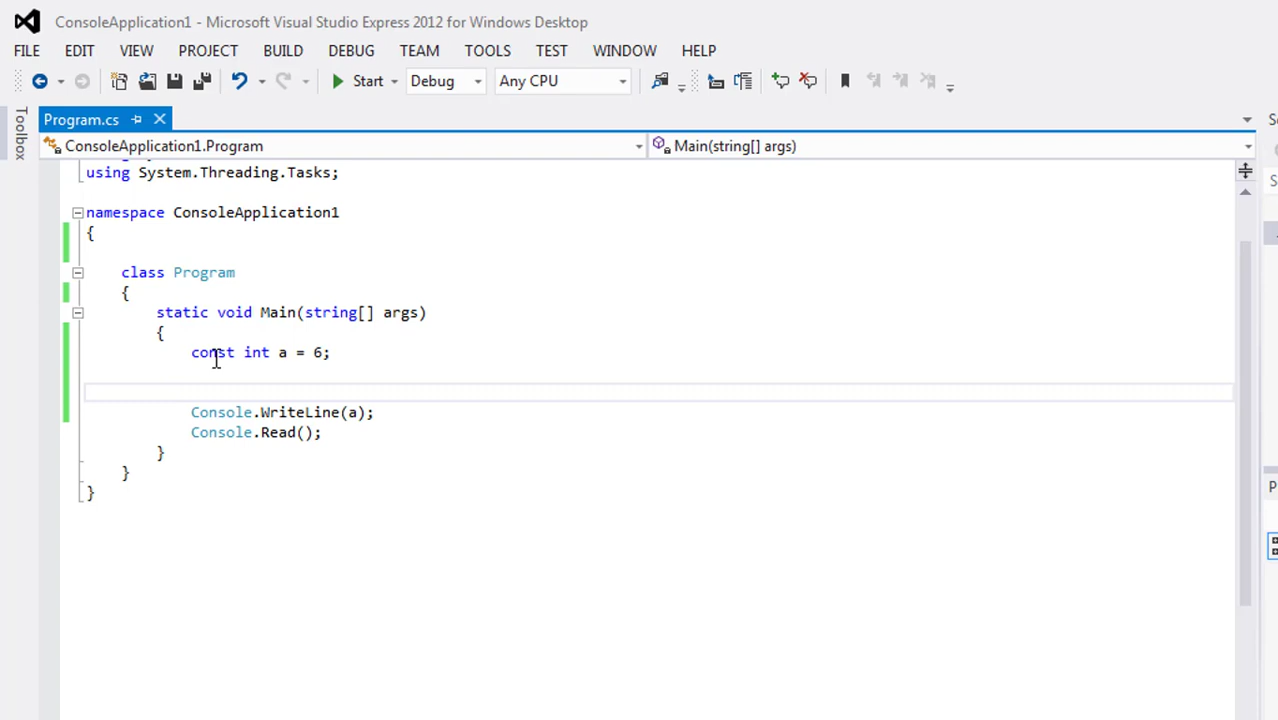 ConsoleApplication1 - Microsoft Visual Studio Express 2012 for Windows Desktop
FILE EDIT VIEW PROJECT BUILD DEBUG TEAM TOOLS TEST WINDOW HELP
Start Debug Any CPU
Toolbox
Program.cs
ConsoleApplication1.Program Main(string[] args)
using System.Threading.Tasks;
namespace ConsoleApplication1
{
class Program
{
static void Main(string[] args)
{
const int a = 6;
Console.WriteLine(a);
Console.Read();
}
}
}